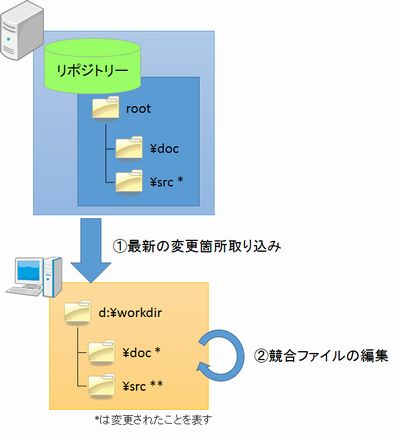 リポジトリー
root
¥doc
¥src *
①最新の変更箇所取り込み
d:¥workdir
¥doc *
②競合ファイルの編集
¥src **
*は変更されたことを表す